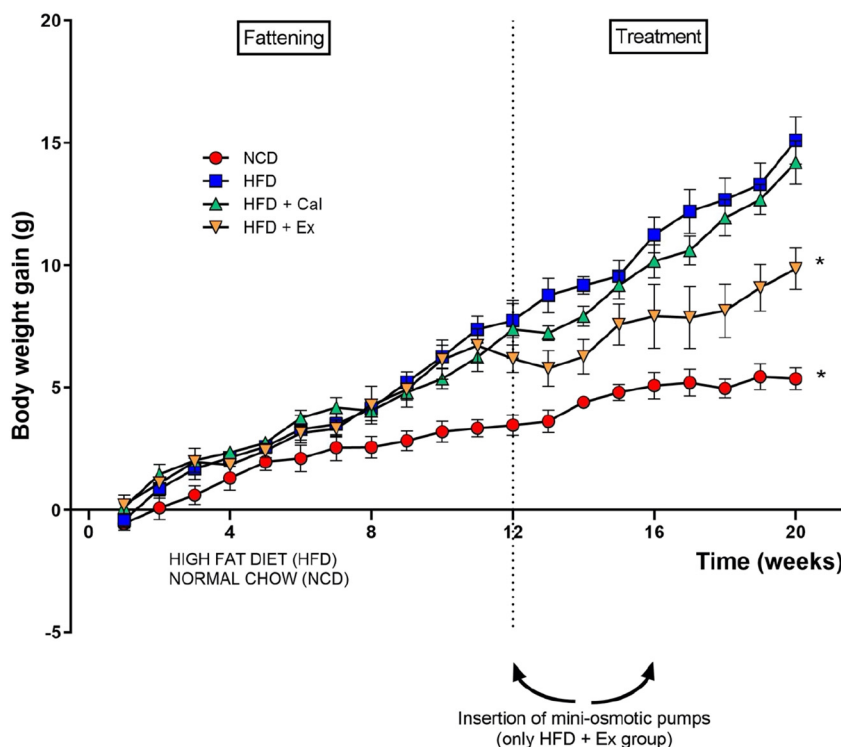 Fattening
Treatment
NCD
HFD
HFD + Cal
HFD + Ex
Body weight gain (g)
20
15
10
5
0
-5
0
4
8
12
16
20
*
*
HIGH FAT DIET (HFD)
NORMAL CHOW (NCD)
Time (weeks)
Insertion of mini-osmotic pumps
(only HFD + Ex group)